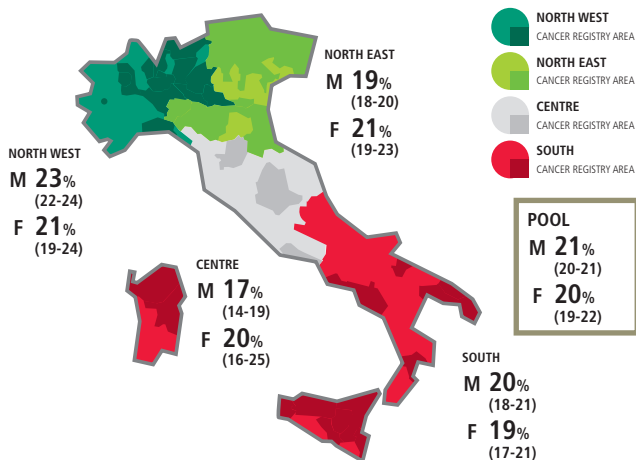 NORTH WEST
CANCER REGISTRY AREA
NORTH EAST
CANCER REGISTRY AREA
CENTRE
CANCER REGISTRY AREA
SOUTH
CANCER REGISTRY AREA
NORTH EAST
M 19%
(18-20)
F 21%
(19-23)
NORTH WEST
M 23%
(22-24)
F 21%
(19-24)
POOL
M 21%
(20-21)
F 20%
(19-22)
CENTRE
M 17%
(14-19)
F 20%
(16-25)
SOUTH
M 20%
(18-21)
F 19%
(17-21)